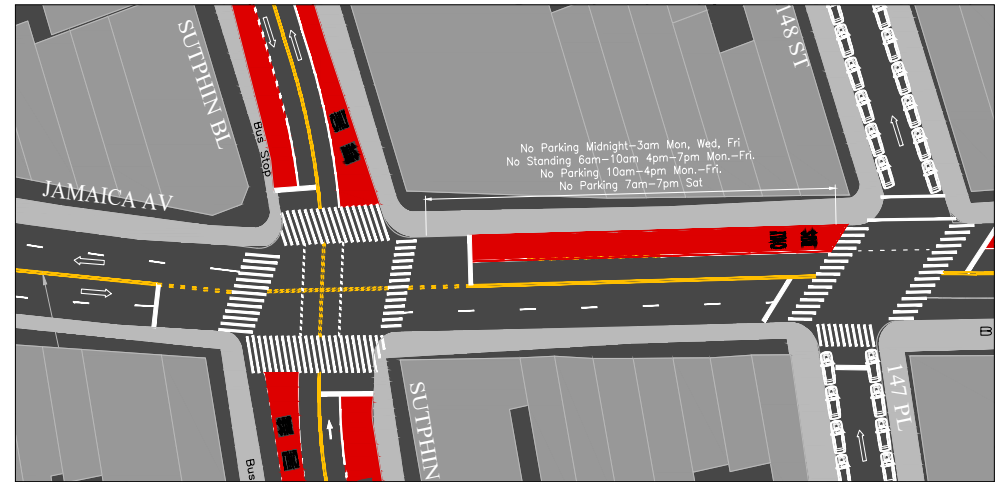 SUTPHIN BL
148 ST
Bus Stop
No Parking Midnight-3am Mon, Wed, Fri
No Standing 6am-10am 4pm-7pm Mon.-Fri.
No Parking 10am-4pm Mon.-Fri.
No Parking 7am-7pm Sat
JAMAICA AV
B
SUTPHIN
147 PL
Bus